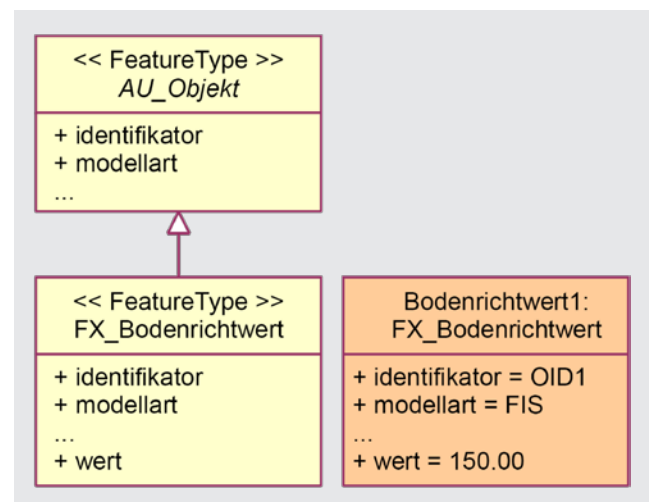 << FeatureType >>
AU_Objekt
+ identifikator
+ modellart
...
<< FeatureType >>
FX_Bodenrichtwert
+ identifikator
+ modellart
...
+ wert
Bodenrichtwert1:
FX_Bodenrichtwert
+ identifikator = OID1
+ modellart = FIS
...
+ wert = 150.00